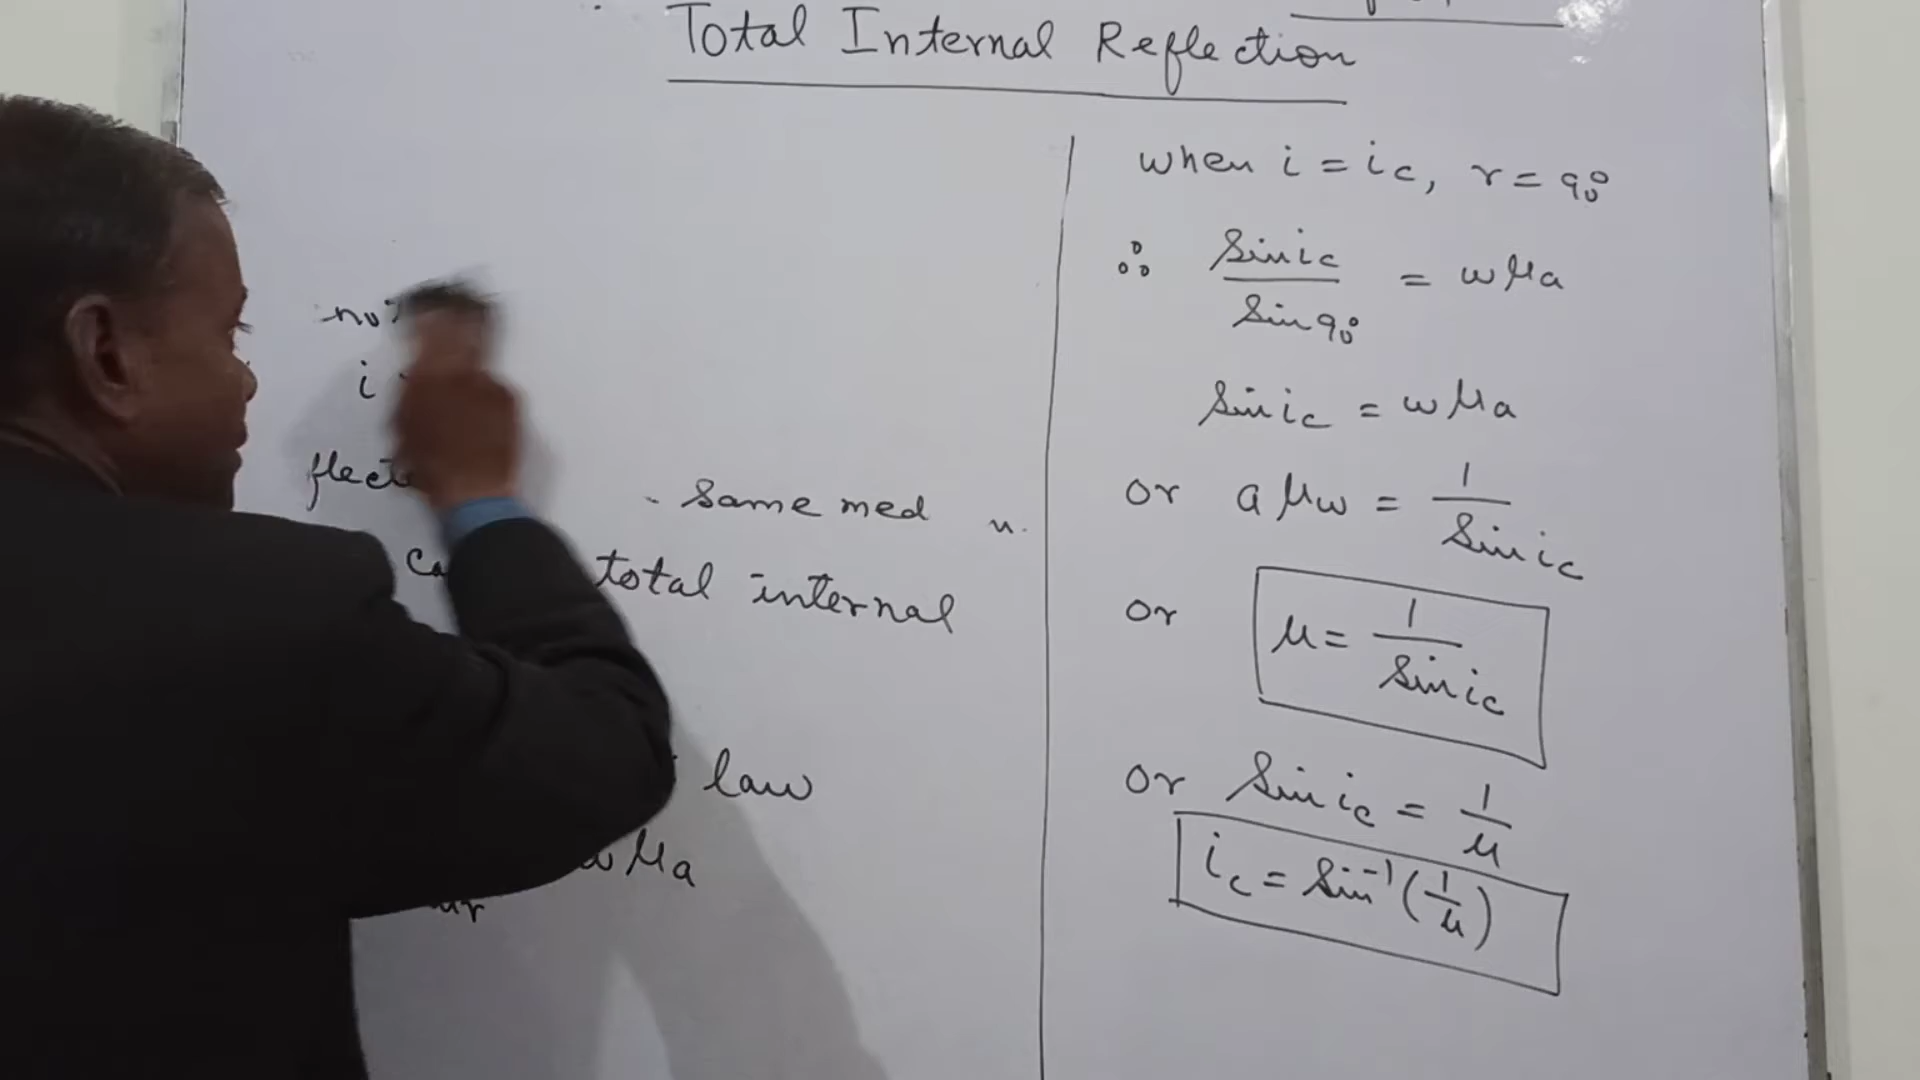 Total Internal Reflection
i
same med
total internal
law
μa
when i = ic, r = 90°
∴ sin ic / sin 90° = wμa
sin ic = wμa
or aμw = 1 / sin ic
or μ = 1 / sin ic
or sin ic = 1 / μ
ic = sin⁻¹ (1/μ)